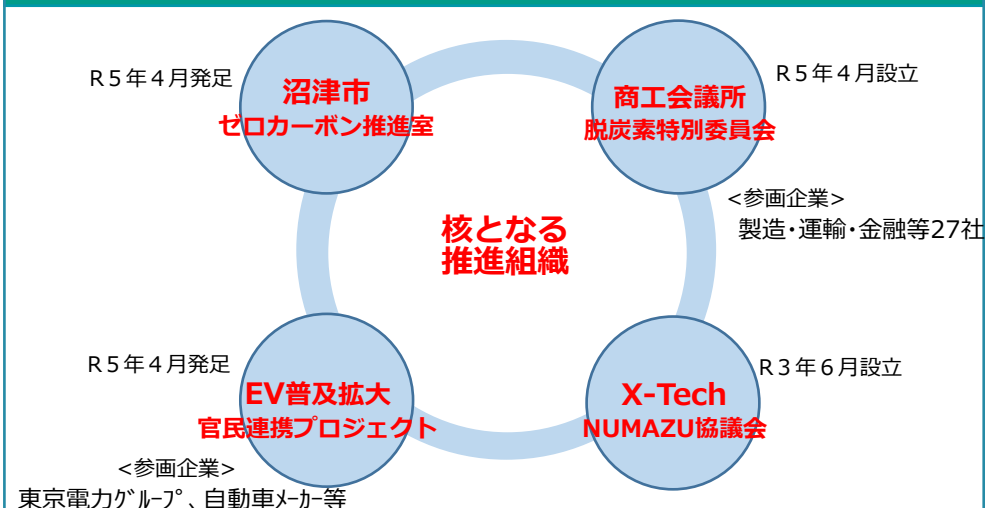 R5年4月発足
沼津市
ゼロカーボン推進室
R5年4月設立
商工会議所
脱炭素特別委員会
<参画企業>
製造・運輸・金融等27社
核となる
推進組織
R5年4月発足
EV普及拡大
官民連携プロジェクト
<参画企業>
東京電力グループ、自動車メーカー等
R3年6月設立
X-Tech
NUMAZU協議会